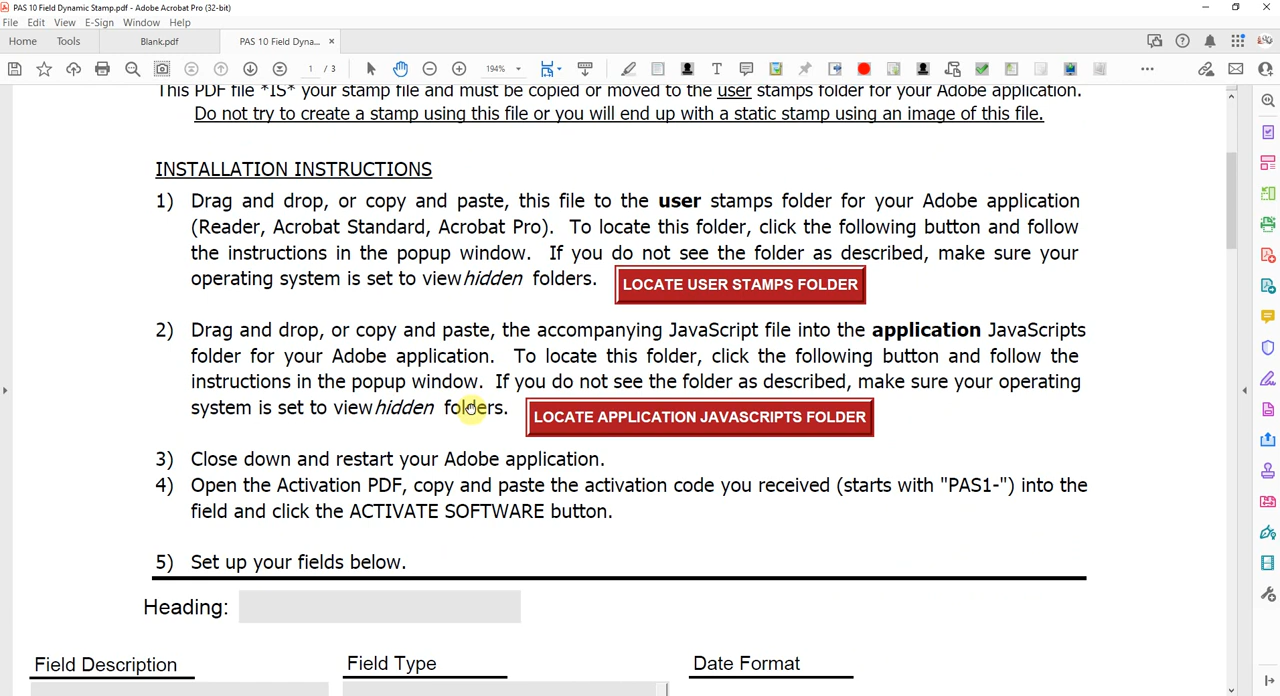 PAS 10 Field Dynamic Stamp.pdf - Adobe Acrobat Pro (32-bit)
File Edit View E-Sign Window Help
Home Tools Blank.pdf PAS 10 Field Dyna... ×
1 / 3 194%
This PDF file *IS* your stamp file and must be copied or moved to the user stamps folder for your Adobe application.
Do not try to create a stamp using this file or you will end up with a static stamp using an image of this file.
INSTALLATION INSTRUCTIONS
1) Drag and drop, or copy and paste, this file to the user stamps folder for your Adobe application
(Reader, Acrobat Standard, Acrobat Pro). To locate this folder, click the following button and follow
the instructions in the popup window. If you do not see the folder as described, make sure your
operating system is set to view hidden folders. LOCATE USER STAMPS FOLDER
2) Drag and drop, or copy and paste, the accompanying JavaScript file into the application JavaScripts
folder for your Adobe application. To locate this folder, click the following button and follow the
instructions in the popup window. If you do not see the folder as described, make sure your operating
system is set to view hidden folders. LOCATE APPLICATION JAVASCRIPTS FOLDER
3) Close down and restart your Adobe application.
4) Open the Activation PDF, copy and paste the activation code you received (starts with "PAS1-") into the
field and click the ACTIVATE SOFTWARE button.
5) Set up your fields below.
Heading:
Field Description Field Type Date Format